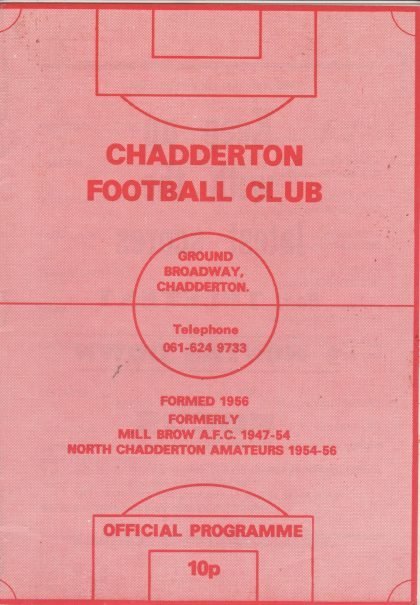 CHADDERTON
FOOTBALL CLUB
GROUND
BROADWAY,
CHADDERTON.
Telephone
061-624 9733
FORMED 1956
FORMERLY
MILL BROW A.F.C. 1947-54
NORTH CHADDERTON AMATEURS 1954-56
OFFICIAL PROGRAMME
10p